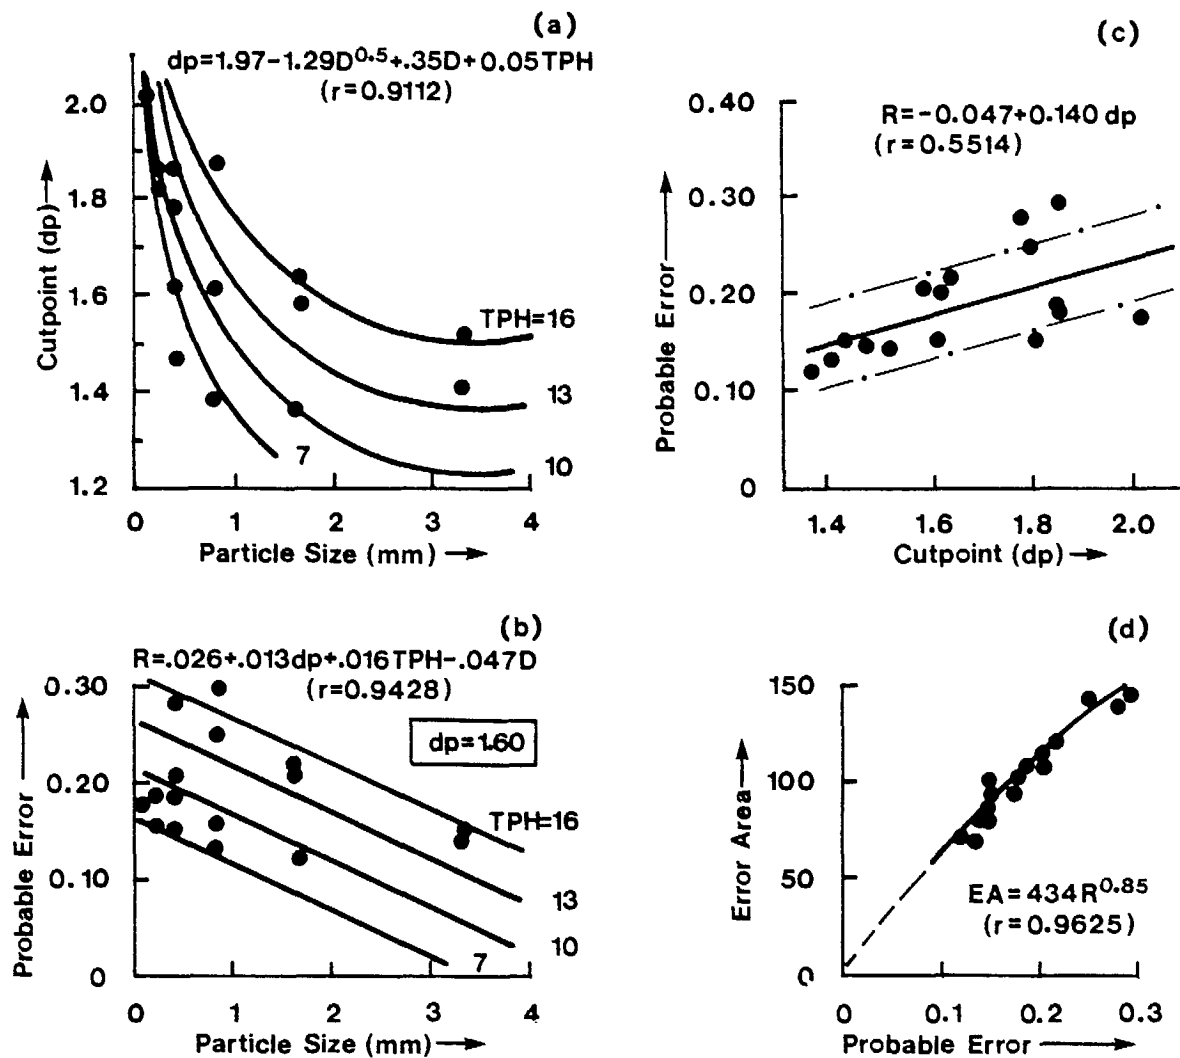 (a)
dp=1.97-1.29D^0.5+.35D+0.05TPH
(r=0.9112)
2.0
1.8
1.6
1.4
1.2
Cutpoint (dp)→
TPH=16
13
10
7
0 1 2 3 4
Particle Size (mm) →
(c)
R=-0.047+0.140 dp
(r=0.5514)
0.40
0.30
0.20
0.10
0
Probable Error→
1.4 1.6 1.8 2.0
Cutpoint (dp) →
(b)
R=.026+.013dp+.016TPH-.047D
(r=0.9428)
dp=1.60
0.30
0.20
0.10
0
Probable Error →
TPH=16
13
10
7
0 1 2 3 4
Particle Size (mm) →
(d)
150
100
50
0
Error Area→
EA=434R^0.85
(r=0.9625)
0 0.1 0.2 0.3
Probable Error →